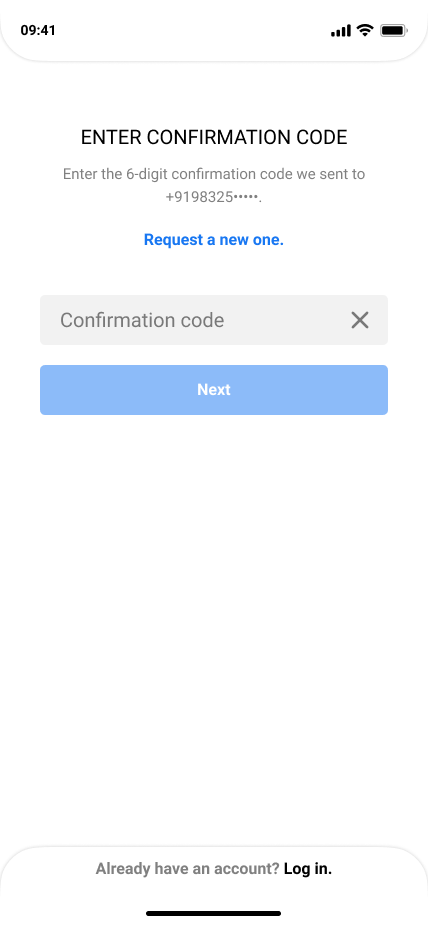 09:41
ENTER CONFIRMATION CODE
Enter the 6-digit confirmation code we sent to
+9198325•••••.
Request a new one.
Confirmation code
Next
Already have an account? Log in.